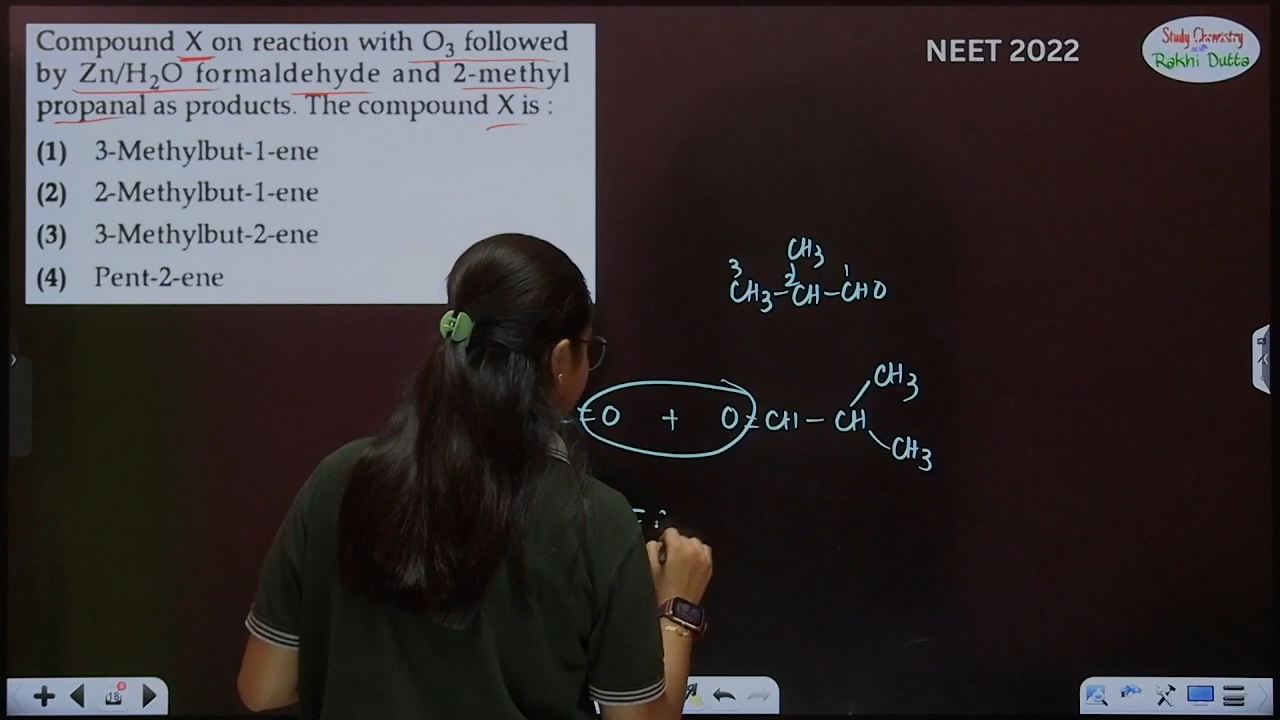 Compound X on reaction with O₃ followed
by Zn/H₂O formaldehyde and 2-methyl
propanal as products. The compound X is :
(1) 3-Methylbut-1-ene
(2) 2-Methylbut-1-ene
(3) 3-Methylbut-2-ene
(4) Pent-2-ene
NEET 2022
Study Chemistry
with
Rakhi Dutta
CH3
3 2 1
CH3-CH-CHO
CH3
=O + O=CH-CH
CH3
18